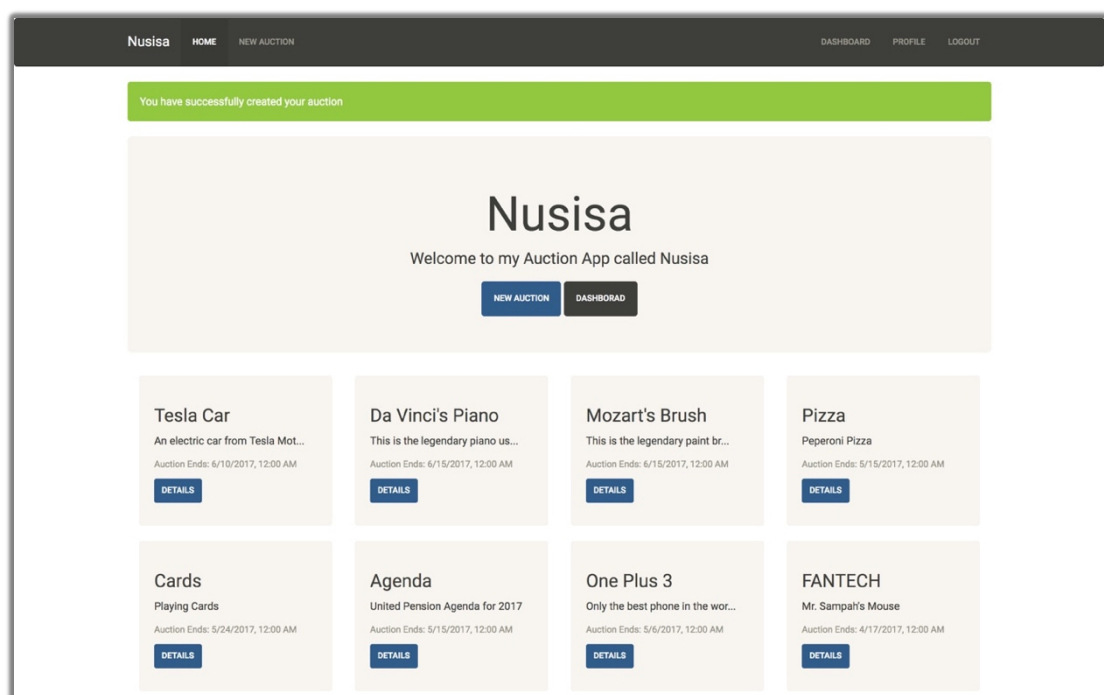 Nusisa HOME NEW AUCTION DASHBOARD PROFILE LOGOUT
You have successfully created your auction
Nusisa
Welcome to my Auction App called Nusisa
NEW AUCTION DASHBORAD
Tesla Car
An electric car from Tesla Mot...
Auction Ends: 6/10/2017, 12:00 AM
DETAILS
Da Vinci's Piano
This is the legendary piano us...
Auction Ends: 6/15/2017, 12:00 AM
DETAILS
Mozart's Brush
This is the legendary paint br...
Auction Ends: 6/15/2017, 12:00 AM
DETAILS
Pizza
Peperoni Pizza
Auction Ends: 5/15/2017, 12:00 AM
DETAILS
Cards
Playing Cards
Auction Ends: 5/24/2017, 12:00 AM
DETAILS
Agenda
United Pension Agenda for 2017
Auction Ends: 5/15/2017, 12:00 AM
DETAILS
One Plus 3
Only the best phone in the wor...
Auction Ends: 5/6/2017, 12:00 AM
DETAILS
FANTECH
Mr. Sampah's Mouse
Auction Ends: 4/17/2017, 12:00 AM
DETAILS